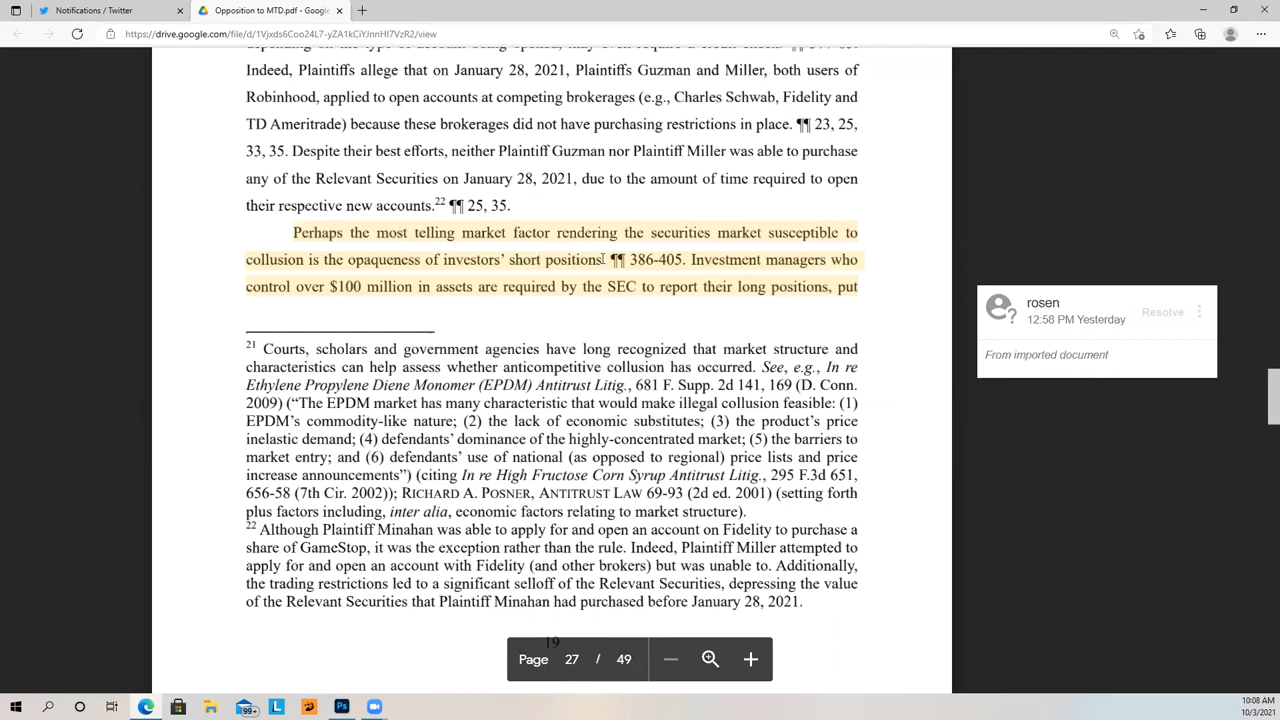 Notifications / Twitter
Opposition to MTD.pdf - Google
https://drive.google.com/file/d/1Vjxds6Coo24L7-yZA1kCiYJnnHI7VzR2/view
Indeed, Plaintiffs allege that on January 28, 2021, Plaintiffs Guzman and Miller, both users of
Robinhood, applied to open accounts at competing brokerages (e.g., Charles Schwab, Fidelity and
TD Ameritrade) because these brokerages did not have purchasing restrictions in place. ¶¶ 23, 25,
33, 35. Despite their best efforts, neither Plaintiff Guzman nor Plaintiff Miller was able to purchase
any of the Relevant Securities on January 28, 2021, due to the amount of time required to open
their respective new accounts.22 ¶¶ 25, 35.
Perhaps the most telling market factor rendering the securities market susceptible to
collusion is the opaqueness of investors' short positions. ¶¶ 386-405. Investment managers who
control over $100 million in assets are required by the SEC to report their long positions, put
rosen
12:58 PM Yesterday
Resolve
From imported document
21 Courts, scholars and government agencies have long recognized that market structure and
characteristics can help assess whether anticompetitive collusion has occurred. See, e.g., In re
Ethylene Propylene Diene Monomer (EPDM) Antitrust Litig., 681 F. Supp. 2d 141, 169 (D. Conn.
2009) (“The EPDM market has many characteristic that would make illegal collusion feasible: (1)
EPDM's commodity-like nature; (2) the lack of economic substitutes; (3) the product's price
inelastic demand; (4) defendants' dominance of the highly-concentrated market; (5) the barriers to
market entry; and (6) defendants' use of national (as opposed to regional) price lists and price
increase announcements”) (citing In re High Fructose Corn Syrup Antitrust Litig., 295 F.3d 651,
656-58 (7th Cir. 2002)); RICHARD A. POSNER, ANTITRUST LAW 69-93 (2d ed. 2001) (setting forth
plus factors including, inter alia, economic factors relating to market structure).
22 Although Plaintiff Minahan was able to apply for and open an account on Fidelity to purchase a
share of GameStop, it was the exception rather than the rule. Indeed, Plaintiff Miller attempted to
apply for and open an account with Fidelity (and other brokers) but was unable to. Additionally,
the trading restrictions led to a significant selloff of the Relevant Securities, depressing the value
of the Relevant Securities that Plaintiff Minahan had purchased before January 28, 2021.
19
Page 27 / 49
99+
L
Ps
10:08 AM
10/3/2021